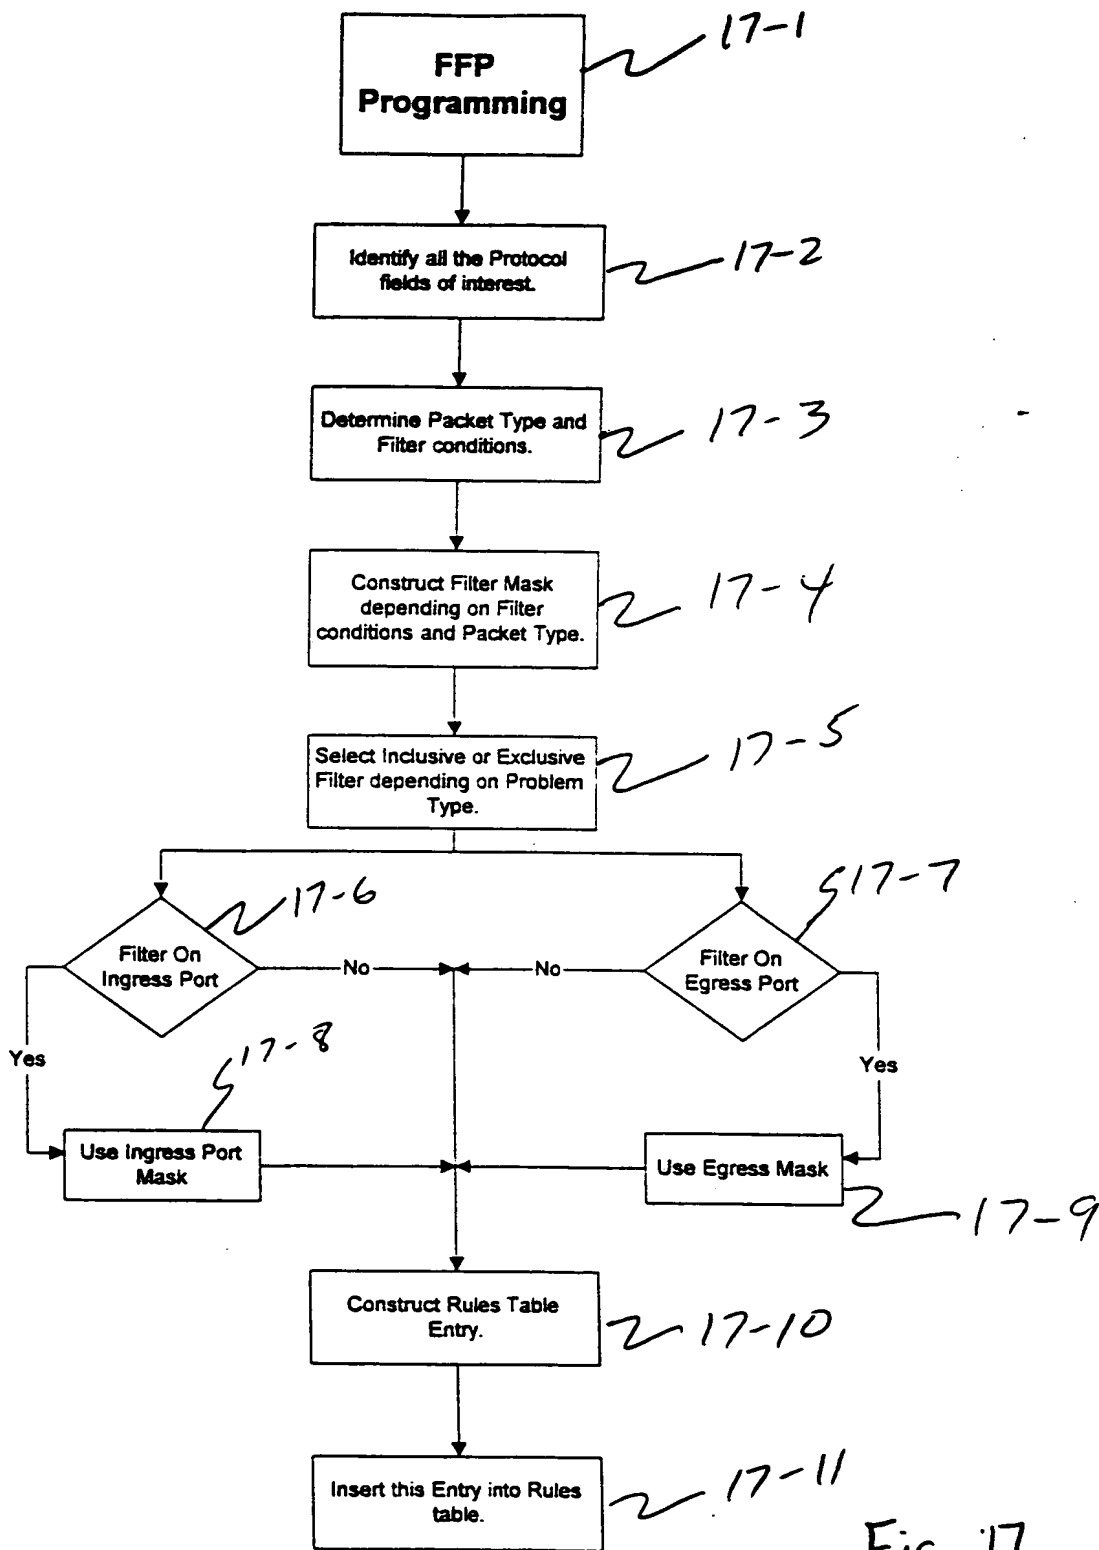 FFP
Programming
17-1
Identify all the Protocol
fields of interest.
17-2
Determine Packet Type and
Filter conditions.
17-3
Construct Filter Mask
depending on Filter
conditions and Packet Type.
17-4
Select Inclusive or Exclusive
Filter depending on Problem
Type.
17-5
Filter On
Ingress Port
17-6
No
No
Filter On
Egress Port
17-7
Yes
Yes
Use Ingress Port
Mask
17-8
Use Egress Mask
17-9
Construct Rules Table
Entry.
17-10
Insert this Entry into Rules
table.
17-11
Fig. 17